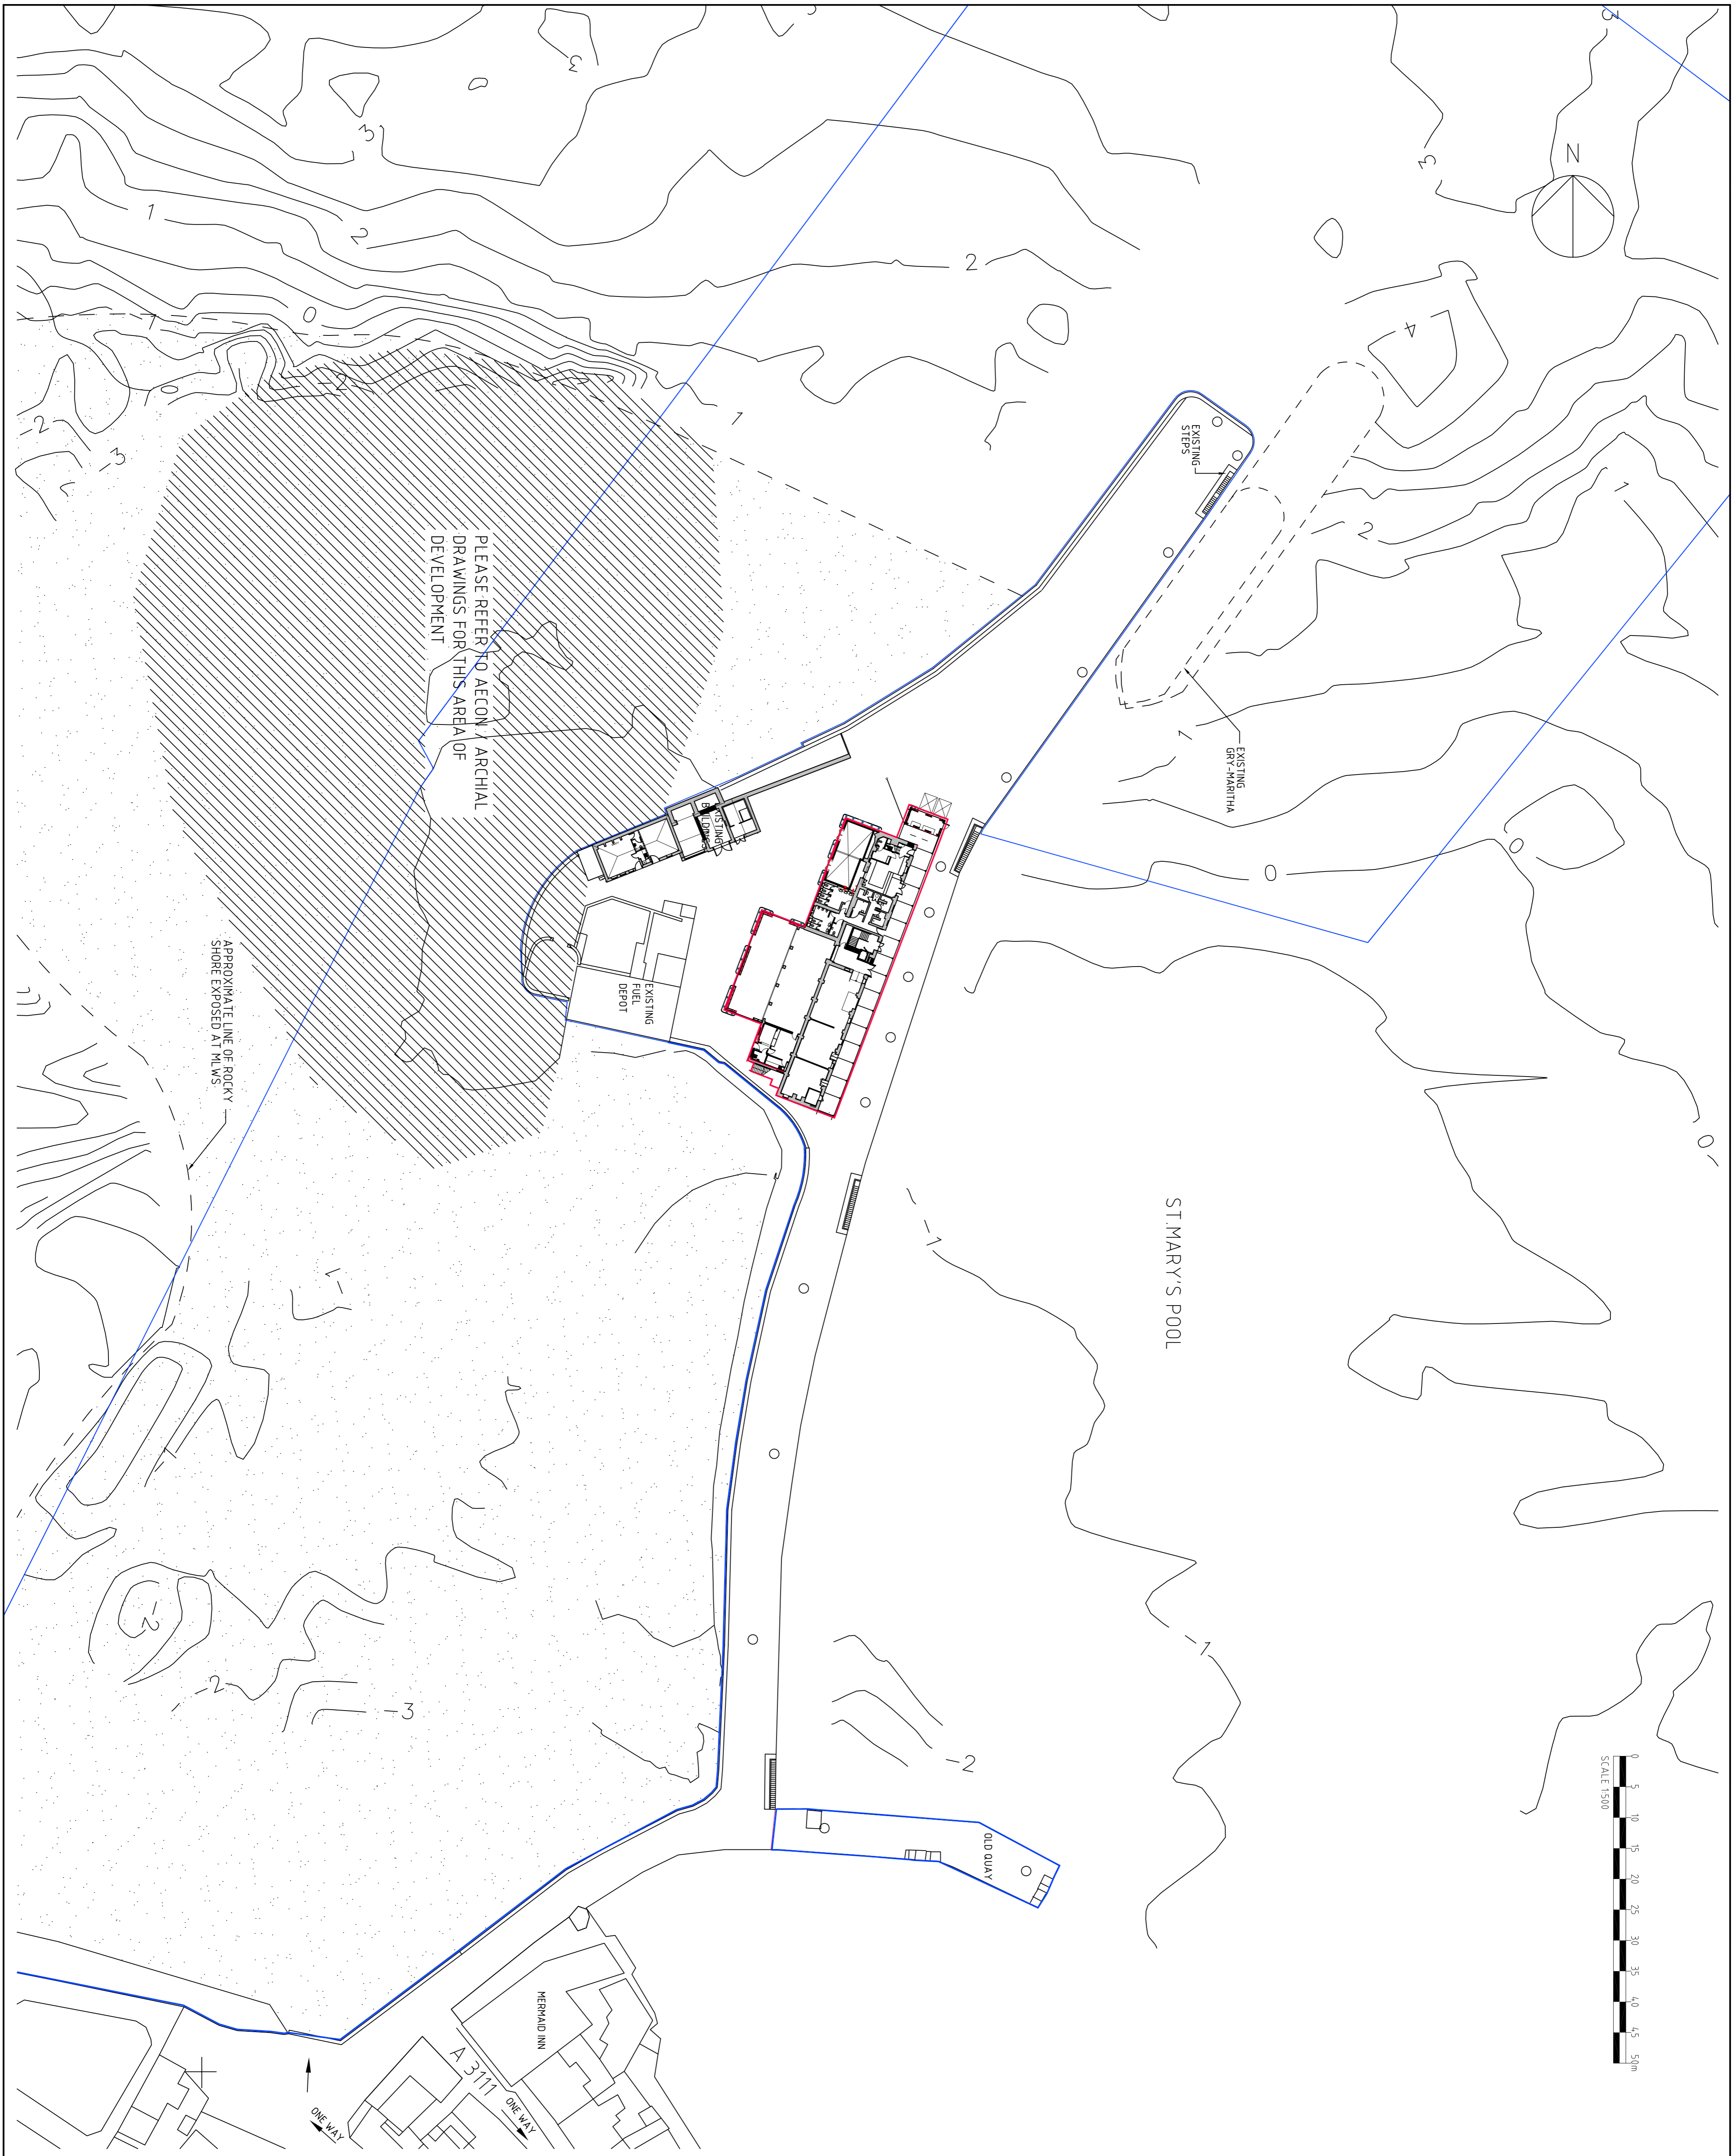 N
3
3
3
3
2
2
1
2
0
1
2
3
2
3
1
4
2
1
1
0
0
0
1
1
1
2
2
2
3
EXISTING
STEPS
EXISTING
GRY-MARITHA
PLEASE REFER TO AECON / ARCHIAL
DRAWINGS FOR THIS AREA OF
DEVELOPMENT
EXISTING
FUEL
DEPOT
APPROXIMATE LINE OF ROCKY
SHORE EXPOSED AT MLWS
ST.MARY'S POOL
OLD QUAY
MERMAID INN
A 3111
ONE WAY
ONE WAY
0 5 10 15 20 25 30 35 40 45 50m
SCALE 1:500